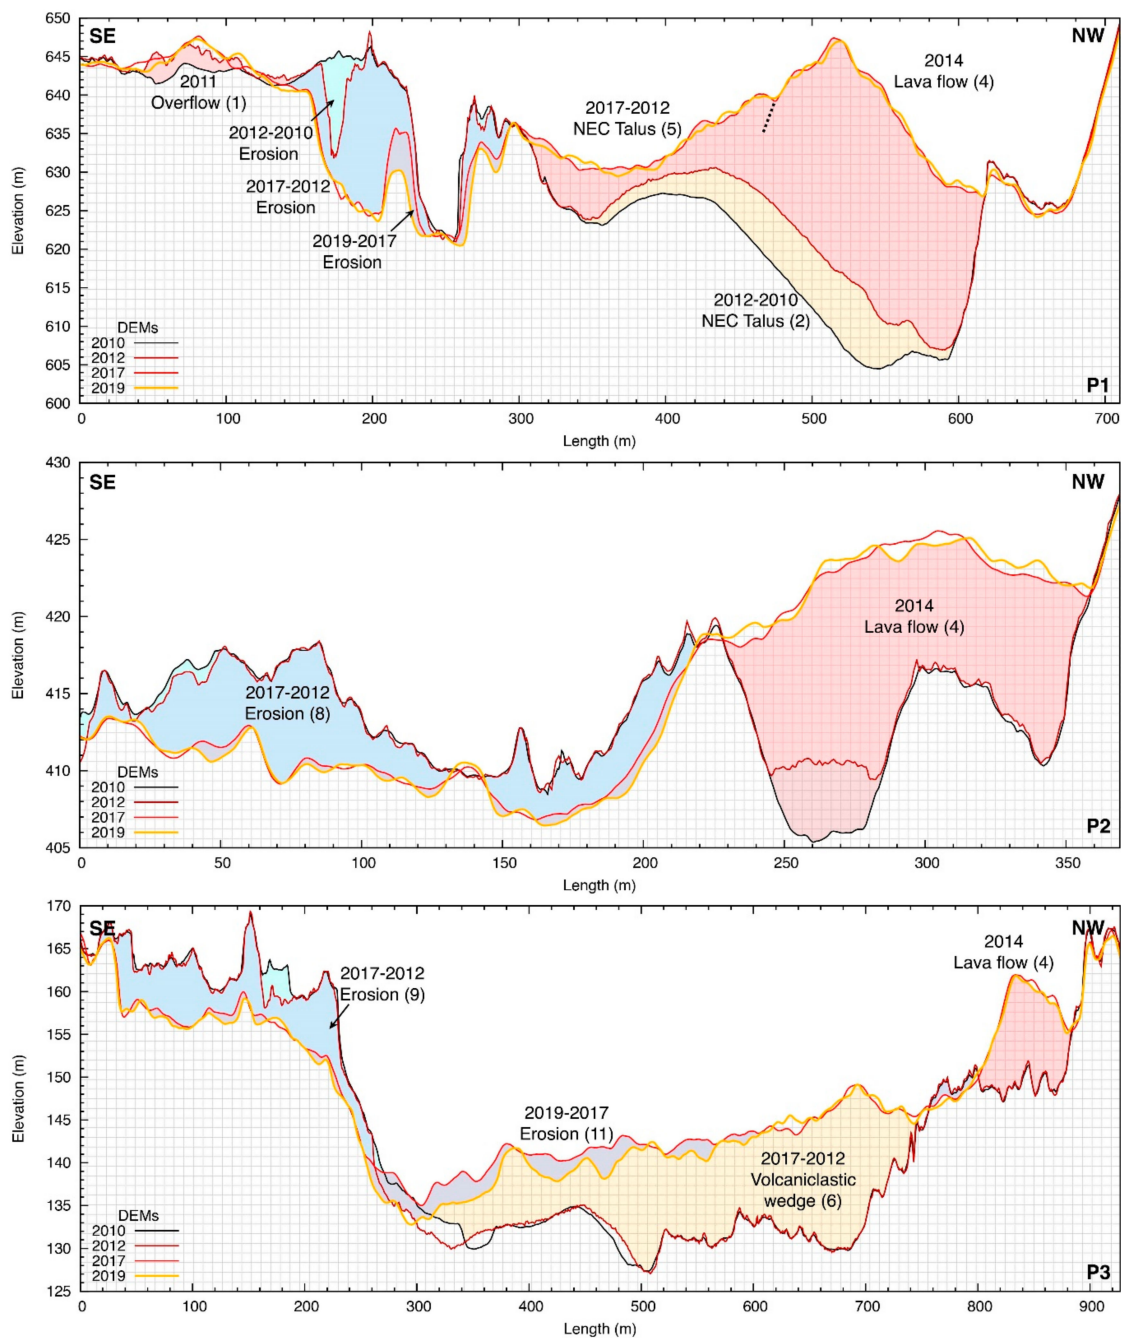 650
645
640
635
630
625
620
615
610
605
600
Elevation (m)
SE
NW
2011
Overflow (1)
2012-2010
Erosion
2017-2012
Erosion
2019-2017
Erosion
2017-2012
NEC Talus (5)
2014
Lava flow (4)
2012-2010
NEC Talus (2)
DEMs
2010
2012
2017
2019
P1
0 100 200 300 400 500 600 700
Length (m)
430
425
420
415
410
405
Elevation (m)
SE
NW
2017-2012
Erosion (8)
2014
Lava flow (4)
DEMs
2010
2012
2017
2019
P2
0 50 100 150 200 250 300 350
Length (m)
170
165
160
155
150
145
140
135
130
125
Elevation (m)
SE
NW
2017-2012
Erosion (9)
2014
Lava flow (4)
2019-2017
Erosion (11)
2017-2012
Volcaniclastic
wedge (6)
DEMs
2010
2012
2017
2019
P3
0 100 200 300 400 500 600 700 800 900
Length (m)